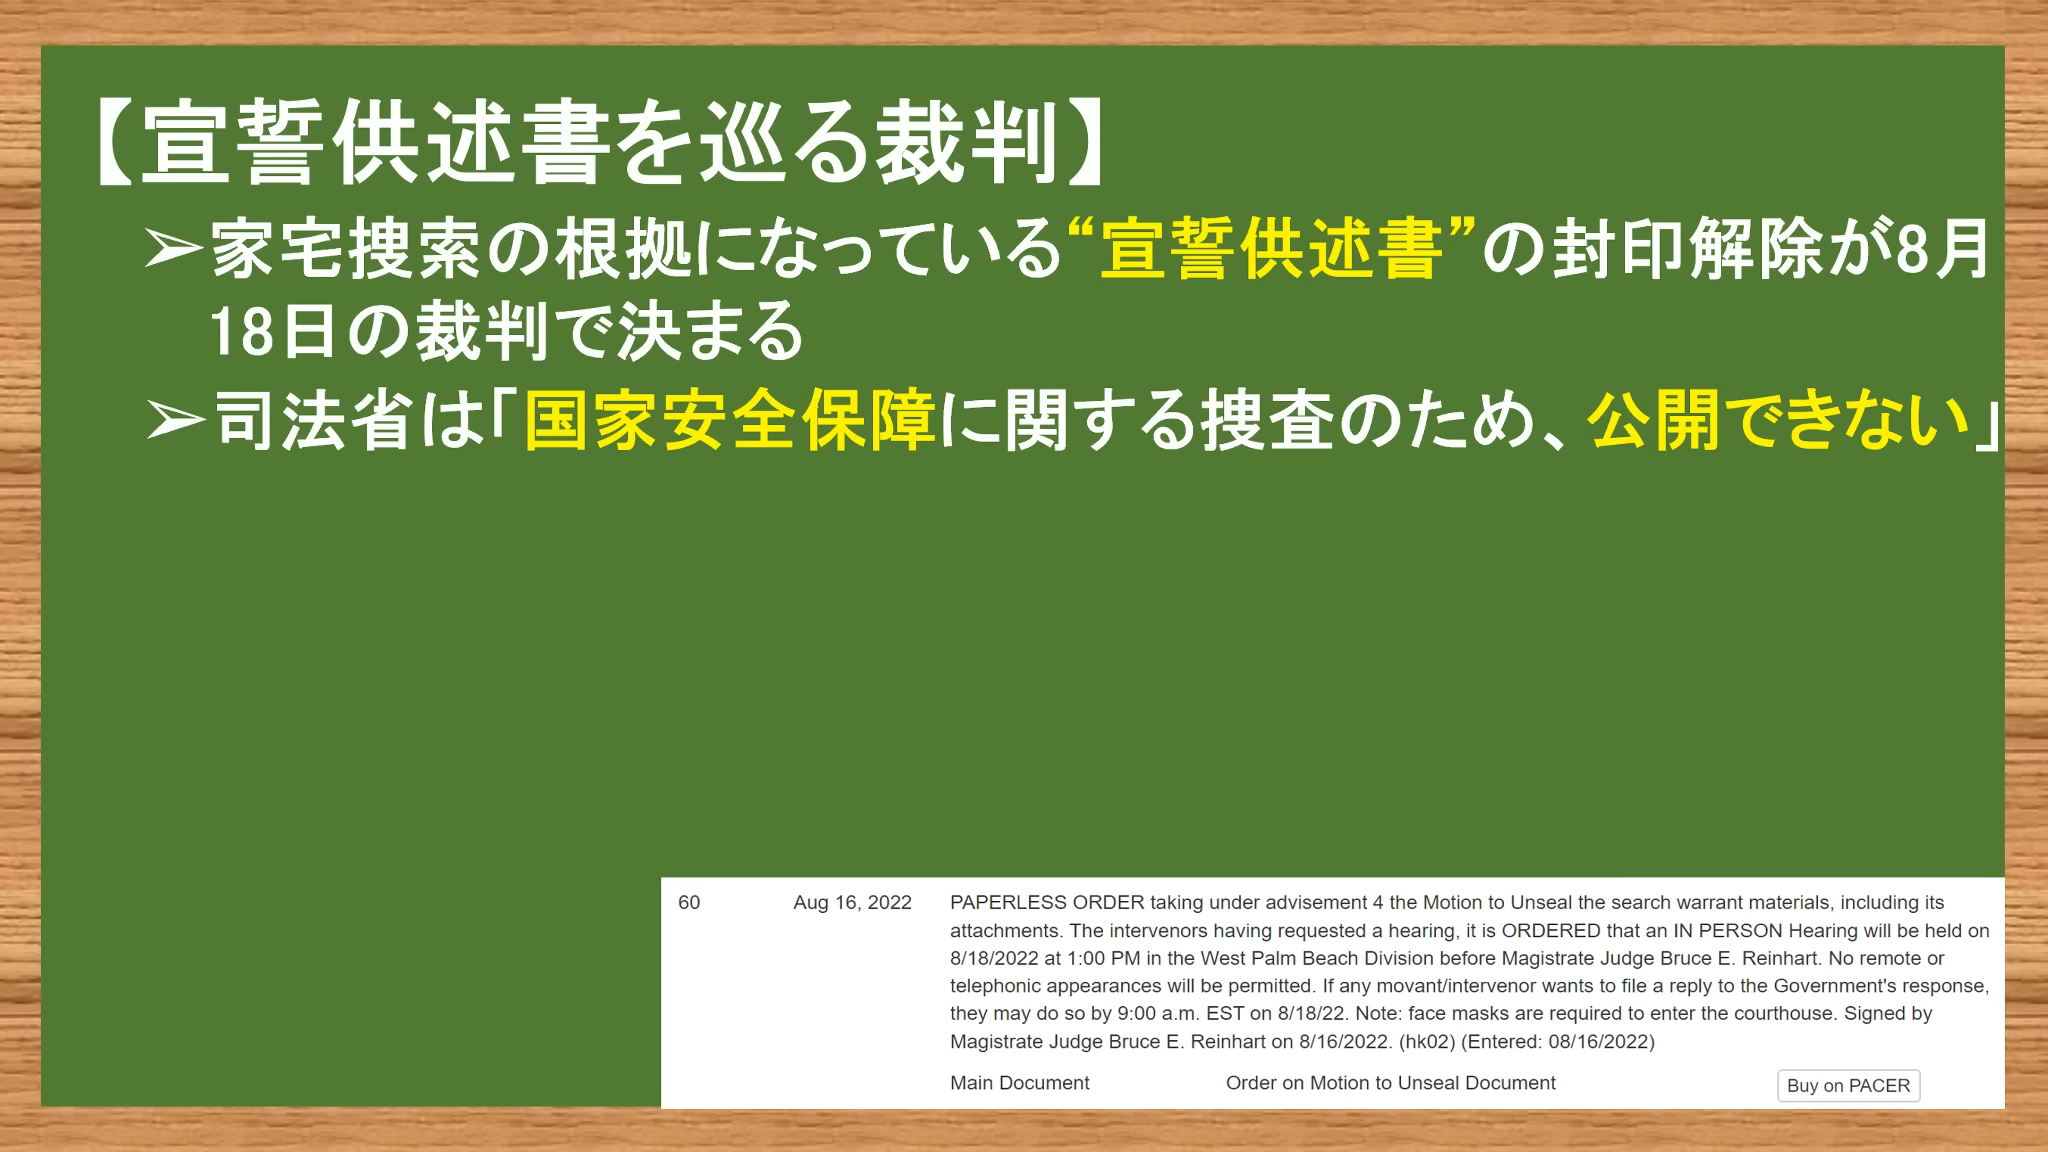 【宣誓供述書を巡る裁判】
➢家宅捜索の根拠になっている“宣誓供述書”の封印解除が8月
18日の裁判で決まる
➢司法省は「国家安全保障に関する捜査のため、公開できない」
60 Aug 16, 2022 PAPERLESS ORDER taking under advisement 4 the Motion to Unseal the search warrant materials, including its
attachments. The intervenors having requested a hearing, it is ORDERED that an IN PERSON Hearing will be held on
8/18/2022 at 1:00 PM in the West Palm Beach Division before Magistrate Judge Bruce E. Reinhart. No remote or
telephonic appearances will be permitted. If any movant/intervenor wants to file a reply to the Government's response,
they may do so by 9:00 a.m. EST on 8/18/22. Note: face masks are required to enter the courthouse. Signed by
Magistrate Judge Bruce E. Reinhart on 8/16/2022. (hk02) (Entered: 08/16/2022)
Main Document Order on Motion to Unseal Document Buy on PACER